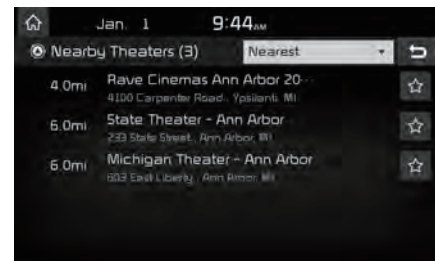 Jan. 1 9:44AM
Nearby Theaters (3) Nearest
4.0mi Rave Cinemas Ann Arbor 20···
4100 Carpenter Road., Ypsilanti, MI
6.0mi State Theater - Ann Arbor
233 State Street., Ann Arbor, MI
6.0mi Michigan Theater - Ann Arbor
603 East Liberty., Ann Arbor, MI